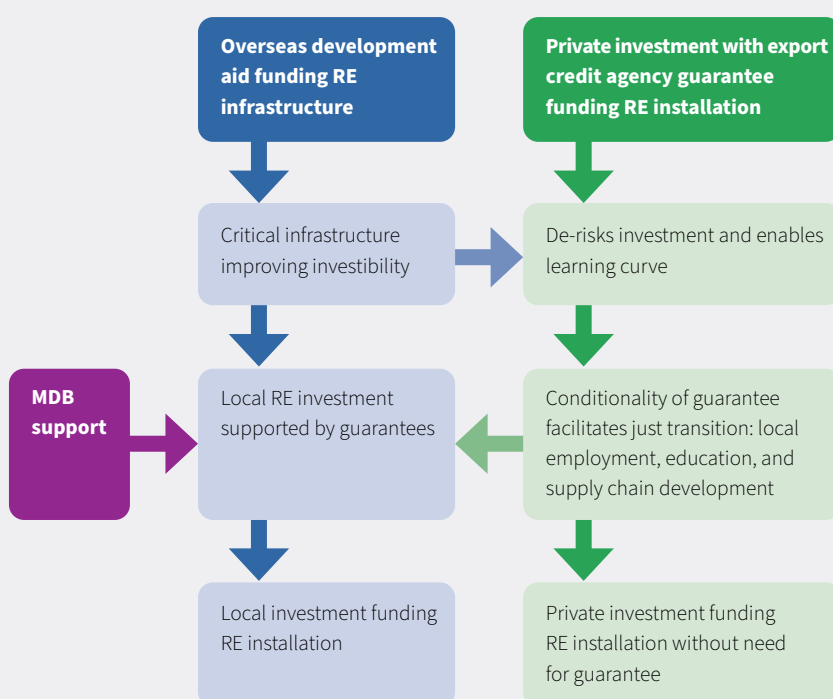 Overseas development
aid funding RE
infrastructure
Private investment with export
credit agency guarantee
funding RE installation
Critical infrastructure
improving investibility
De-risks investment and enables
learning curve
MDB
support
Local RE investment
supported by guarantees
Conditionality of guarantee
facilitates just transition: local
employment, education, and
supply chain development
Local investment funding
RE installation
Private investment funding
RE installation without need
for guarantee